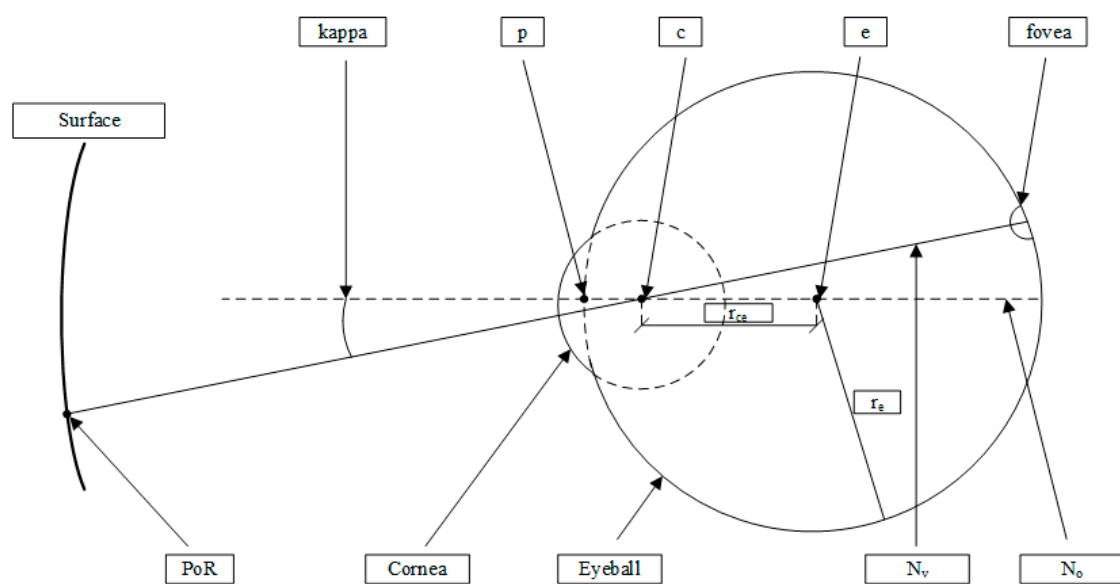 kappa
p
c
e
fovea
Surface
r_ce
r_e
PoR
Cornea
Eyeball
N_v
N_o